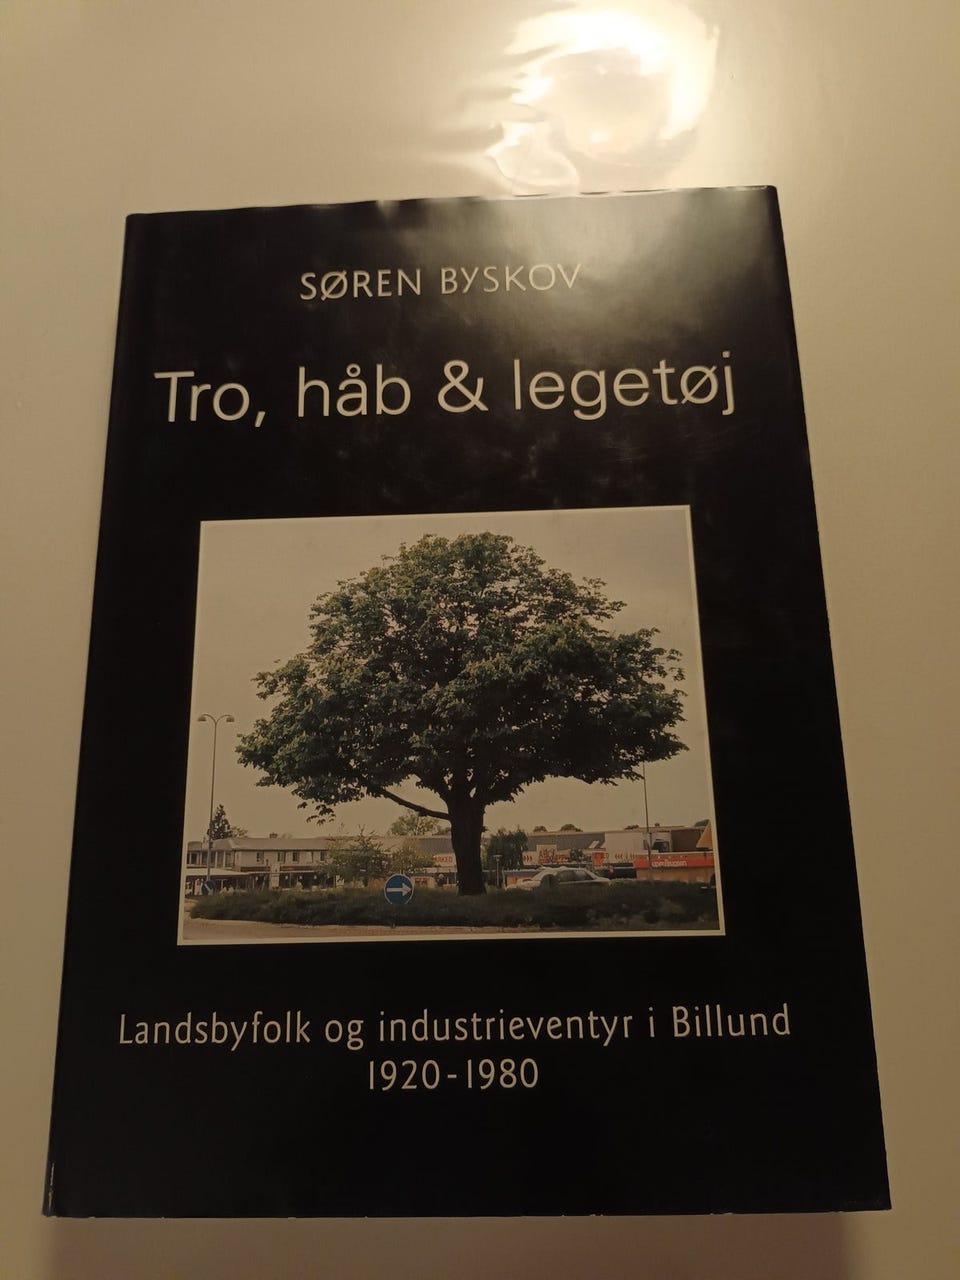 SØREN BYSKOV
Tro, håb & legetøj
Landsbyfolk og industrieventyr i Billund
1920-1980